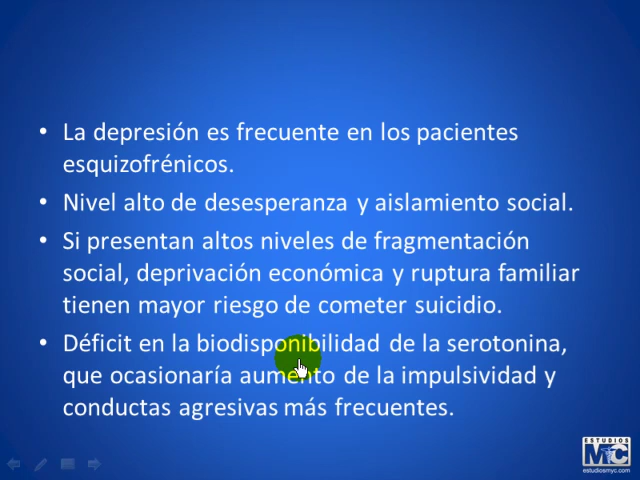 • La depresión es frecuente en los pacientes
esquizofrénicos.
• Nivel alto de desesperanza y aislamiento social.
• Si presentan altos niveles de fragmentación
social, deprivación económica y ruptura familiar
tienen mayor riesgo de cometer suicidio.
• Déficit en la biodisponibilidad de la serotonina,
que ocasionaría aumento de la impulsividad y
conductas agresivas más frecuentes.
ESTUDIOS
MyC
estudiosmyc.com